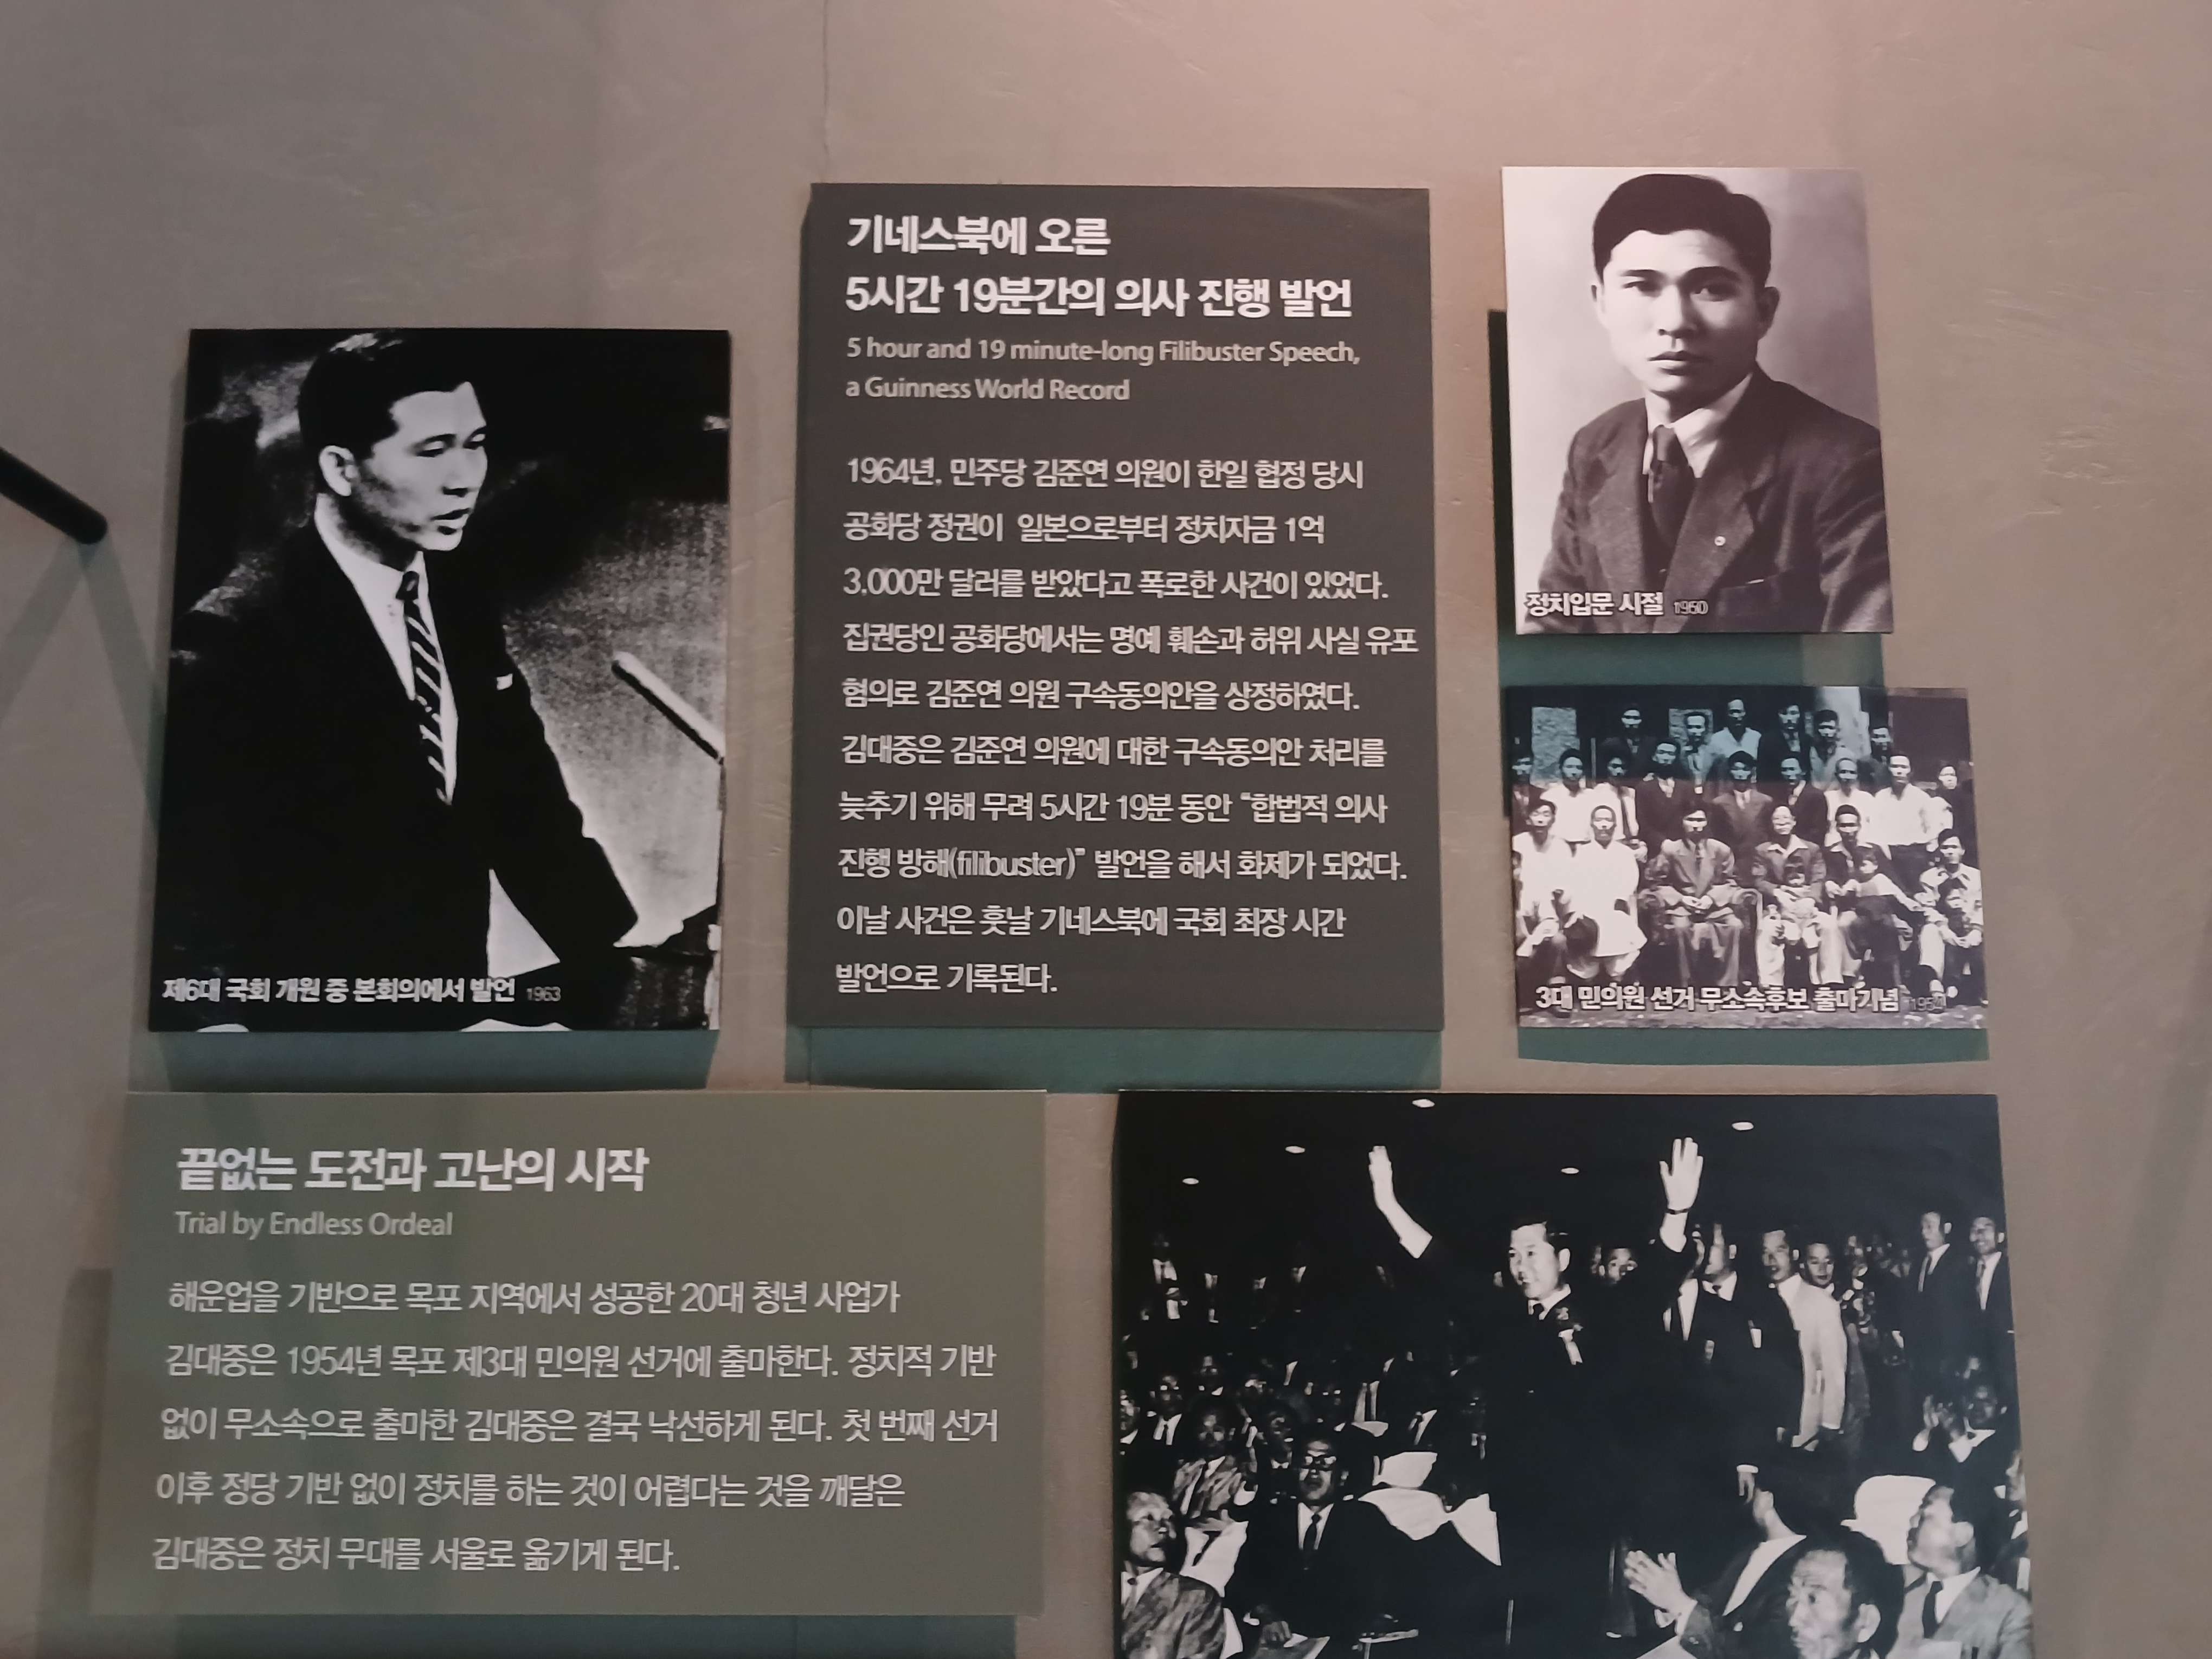 기네스북에 오른
5시간 19분간의 의사 진행 발언
5 hour and 19 minute-long Filibuster Speech,
a Guinness World Record
1964년, 민주당 김준연 의원이 한일 협정 당시
공화당 정권이 일본으로부터 정치자금 1억
3,000만 달러를 받았다고 폭로한 사건이 있었다.
집권당인 공화당에서는 명예 훼손과 허위 사실 유포
혐의로 김준연 의원 구속동의안을 상정하였다.
김대중은 김준연 의원에 대한 구속동의안 처리를
늦추기 위해 무려 5시간 19분 동안 “합법적 의사
진행 방해(filibuster)” 발언을 해서 화제가 되었다.
이날 사건은 훗날 기네스북에 국회 최장 시간
발언으로 기록된다.
정치입문 시절 1950
제6대 국회 개원 중 본회의에서 발언 1963
3대 민의원 선거 무소속후보 출마기념
끝없는 도전과 고난의 시작
Trial by Endless Ordeal
해운업을 기반으로 목포 지역에서 성공한 20대 청년 사업가
김대중은 1954년 목포 제3대 민의원 선거에 출마한다. 정치적 기반
없이 무소속으로 출마한 김대중은 결국 낙선하게 된다. 첫 번째 선거
이후 정당 기반 없이 정치를 하는 것이 어렵다는 것을 깨달은
김대중은 정치 무대를 서울로 옮기게 된다.